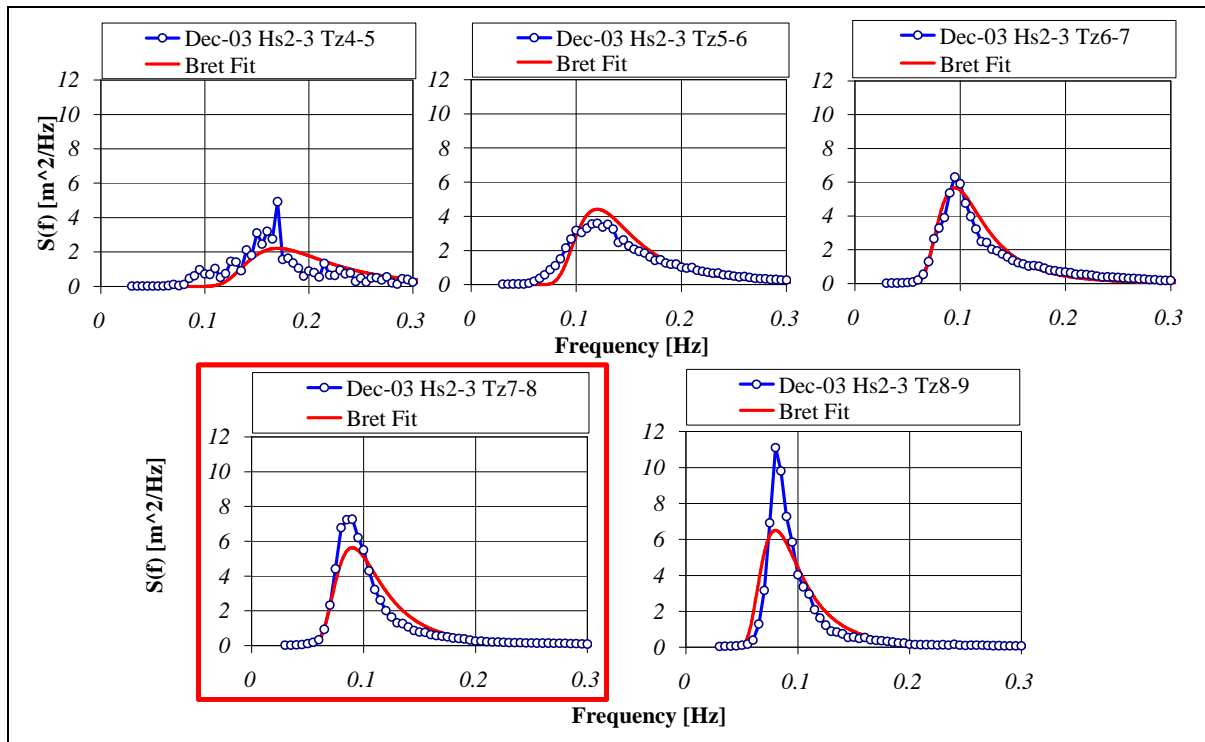 Dec-03 Hs2-3 Tz4-5
Bret Fit
Dec-03 Hs2-3 Tz5-6
Bret Fit
Dec-03 Hs2-3 Tz6-7
Bret Fit
S(f) [m^2/Hz]
12
10
8
6
4
2
0
0 0.1 0.2 0.3
12
10
8
6
4
2
0
0 0.1 0.2 0.3
12
10
8
6
4
2
0
0 0.1 0.2 0.3
Frequency [Hz]
Dec-03 Hs2-3 Tz7-8
Bret Fit
Dec-03 Hs2-3 Tz8-9
Bret Fit
S(f) [m^2/Hz]
12
10
8
6
4
2
0
0 0.1 0.2 0.3
12
10
8
6
4
2
0
0 0.1 0.2 0.3
Frequency [Hz]